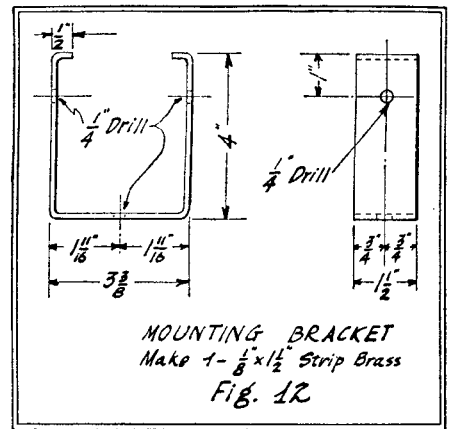 1/2"
1/4" Drill
4"
1 11/16" 1 11/16"
3 3/8"
1"
1/4" Drill
3/4" 3/4"
1 1/2"
MOUNTING BRACKET
Make 1 - 1/8" x 1 1/2" Strip Brass
Fig. 12